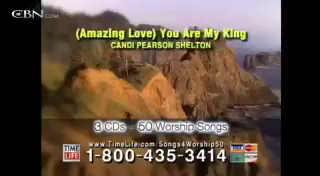 CBN.com
(Amazing Love) You Are My King
CANDI PEARSON SHELTON
3 CDs - 50 Worship Songs
www.TimeLife.com/Songs4Worship50
TIME LIFE
1-800-435-3414
VISA